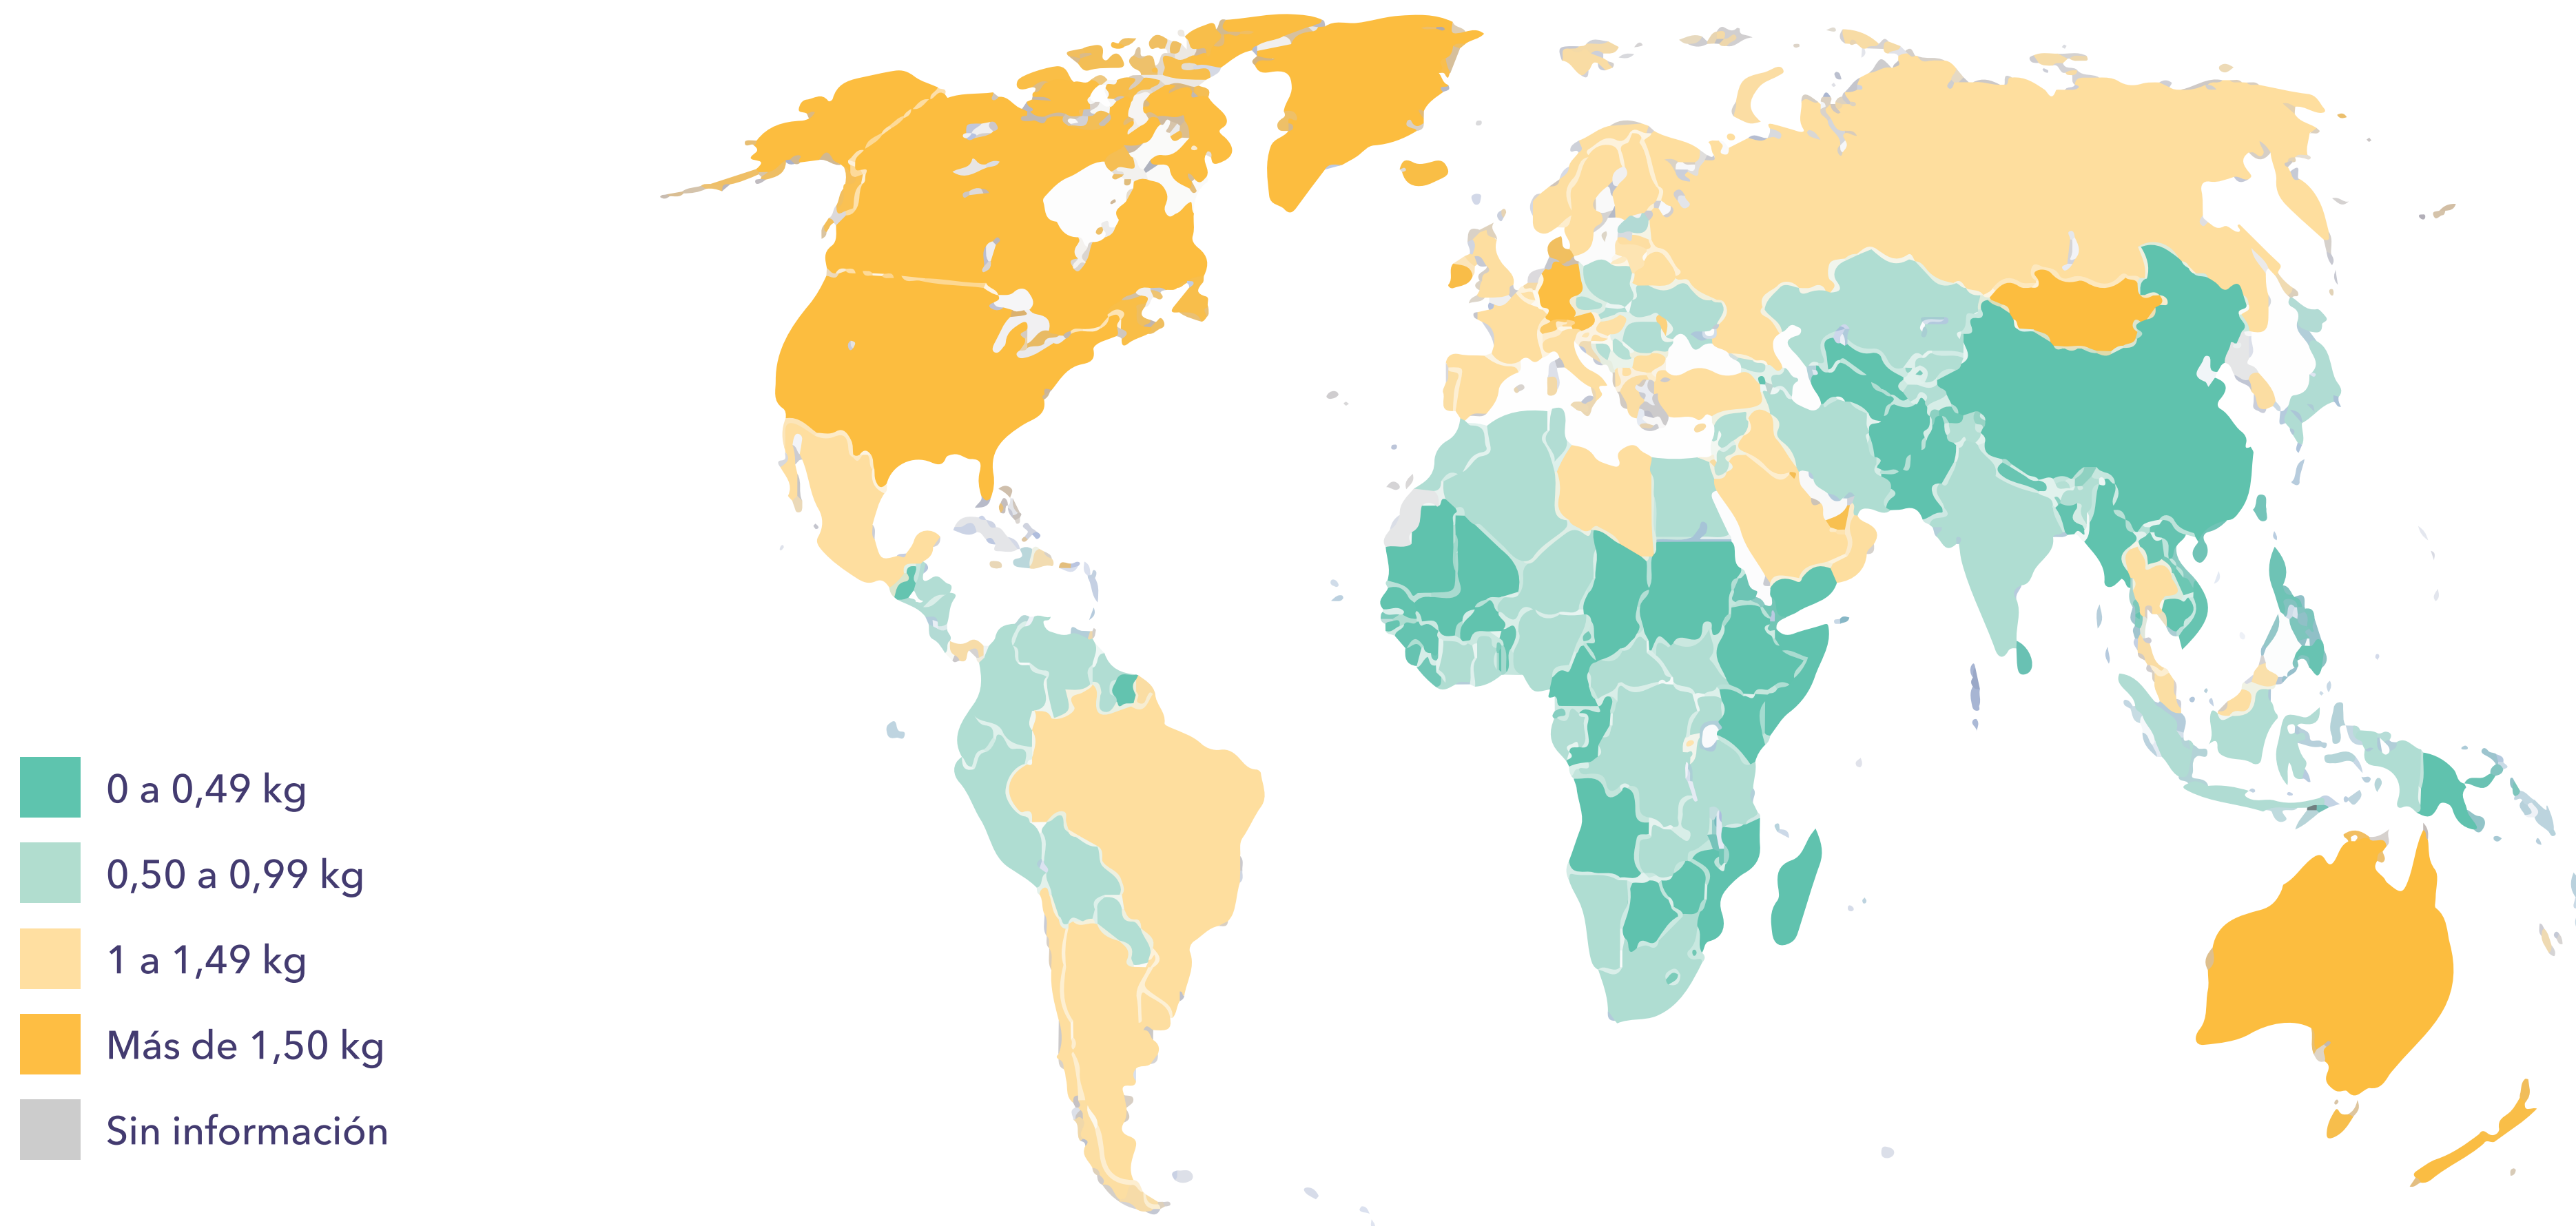 0 a 0,49 kg
0,50 a 0,99 kg
1 a 1,49 kg
Más de 1,50 kg
Sin información